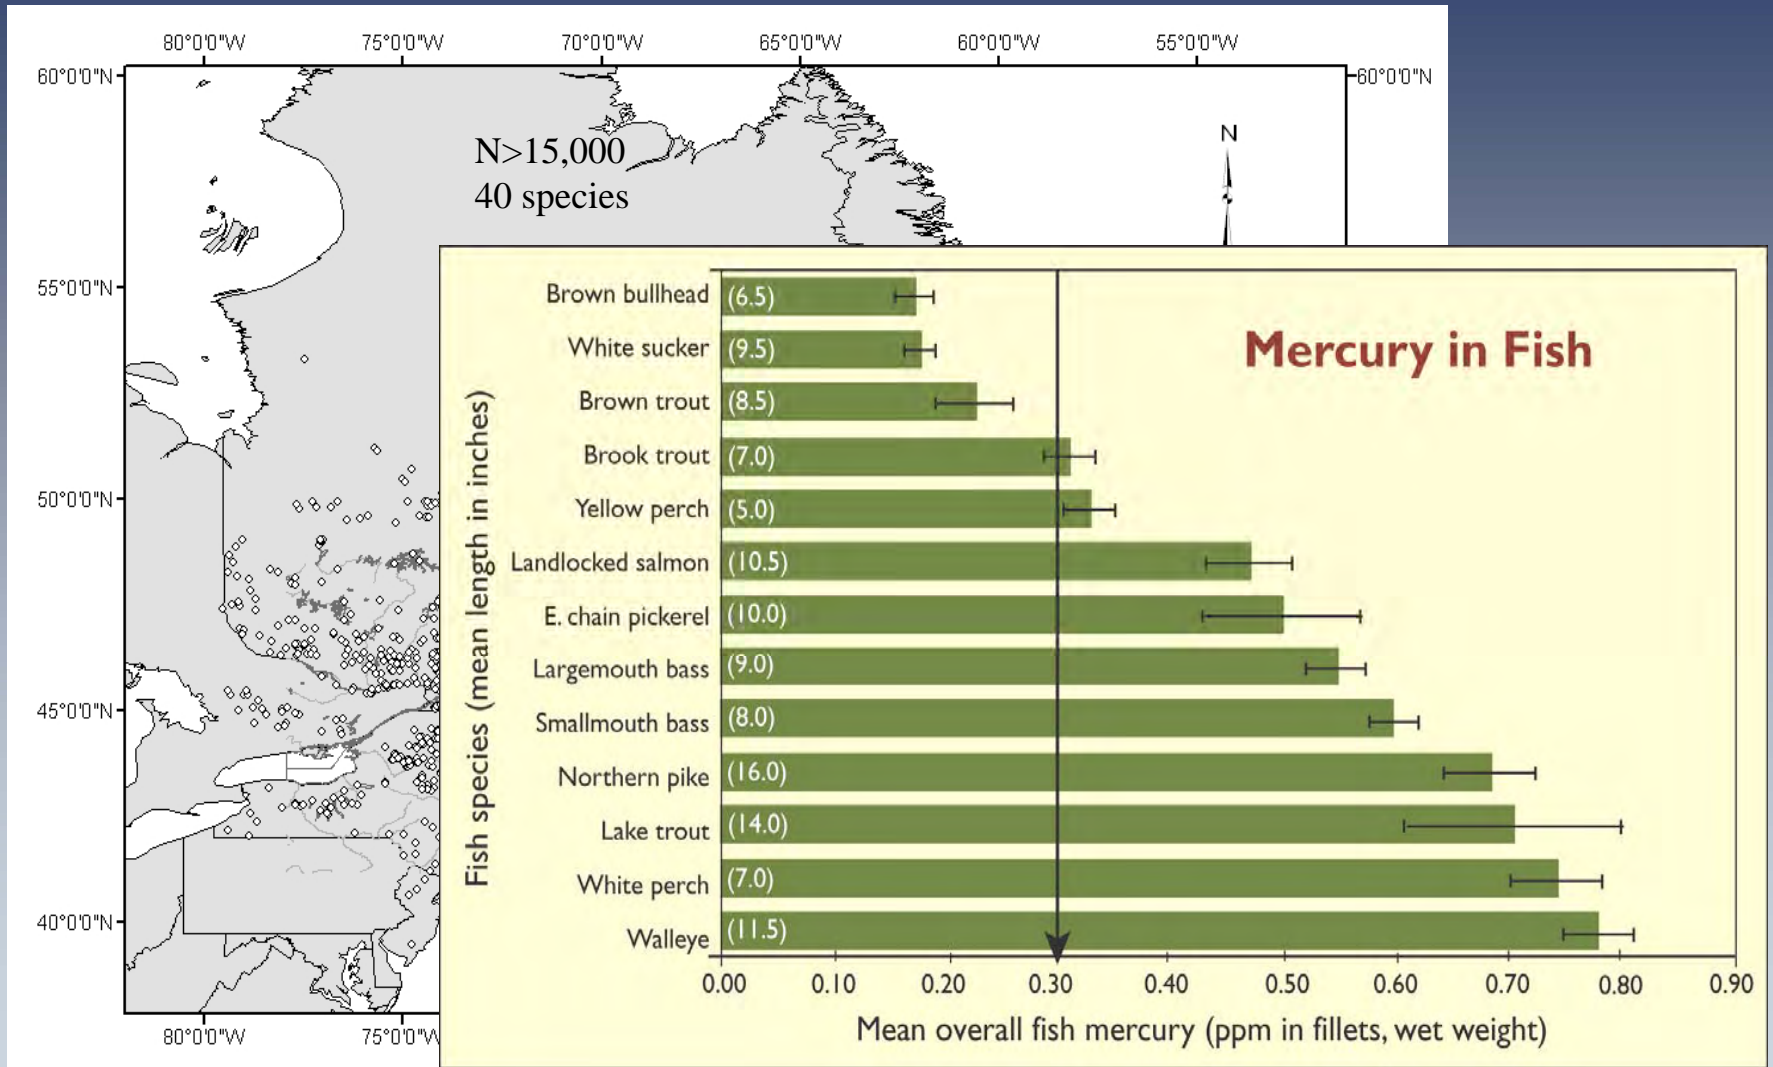 80°0'0"W 75°0'0"W 70°0'0"W 65°0'0"W 60°0'0"W 55°0'0"W
60°0'0"N
60°0'0"N
N>15,000
40 species
N
55°0'0"N
50°0'0"N
45°0'0"N
40°0'0"N
80°0'0"W 75°0'0"W
Mercury in Fish
Fish species (mean length in inches)
Brown bullhead (6.5)
White sucker (9.5)
Brown trout (8.5)
Brook trout (7.0)
Yellow perch (5.0)
Landlocked salmon (10.5)
E. chain pickerel (10.0)
Largemouth bass (9.0)
Smallmouth bass (8.0)
Northern pike (16.0)
Lake trout (14.0)
White perch (7.0)
Walleye (11.5)
0.00 0.10 0.20 0.30 0.40 0.50 0.60 0.70 0.80 0.90
Mean overall fish mercury (ppm in fillets, wet weight)